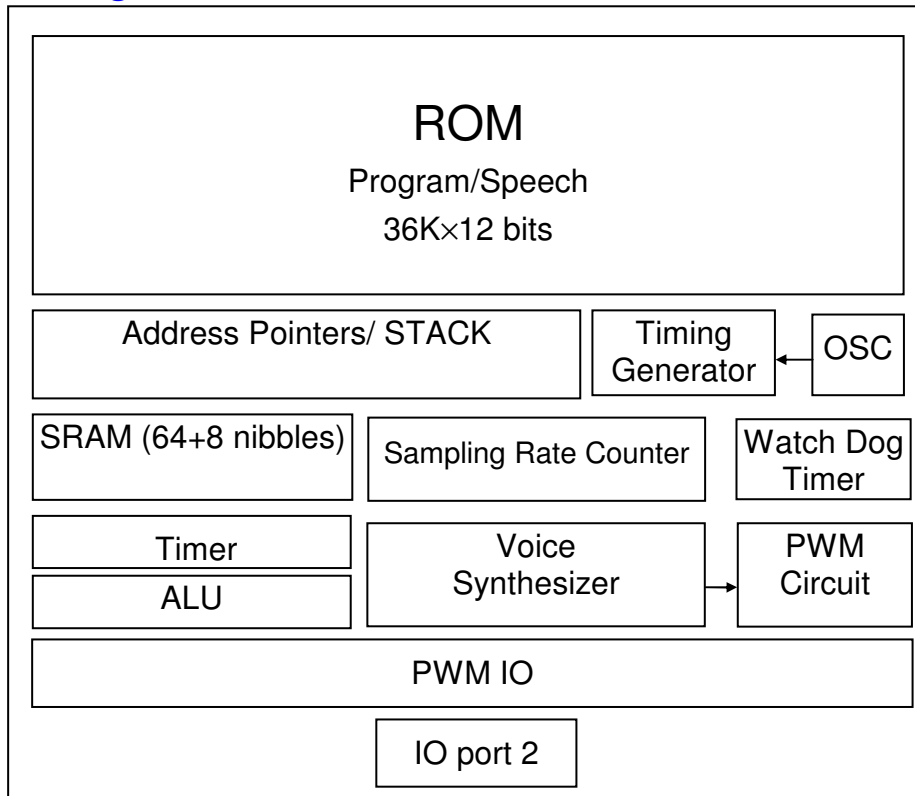 ROM
Program/Speech
36K×12 bits
Address Pointers/ STACK
Timing
Generator
OSC
SRAM (64+8 nibbles)
Sampling Rate Counter
Watch Dog
Timer
Timer
ALU
Voice
Synthesizer
PWM
Circuit
PWM IO
IO port 2